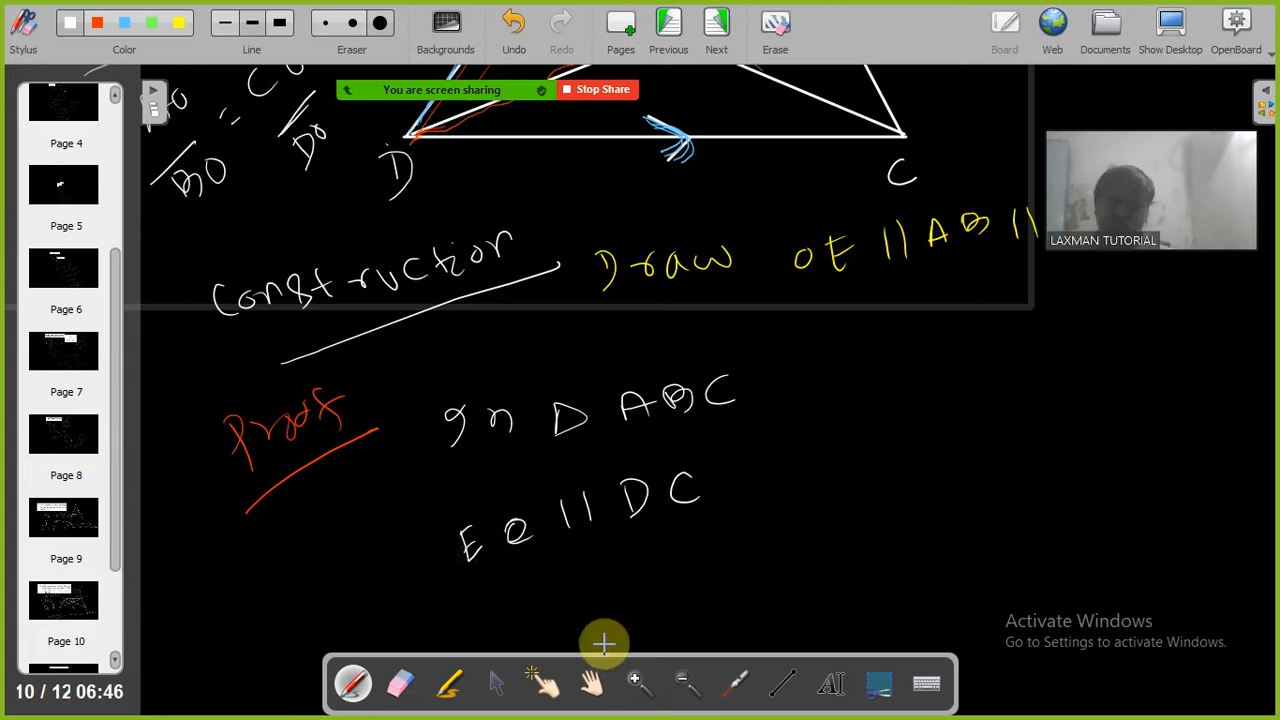 Stylus
Color
Line
Eraser
Backgrounds
Undo
Redo
Pages
Previous
Next
Erase
Board
Web
Documents
Show Desktop
OpenBoard
You are screen sharing
Stop Share
Page 4
Page 5
Page 6
Page 7
Page 8
Page 9
Page 10
BO
DO
D
C
LAXMAN TUTORIAL
Construction
Draw OE || AB ||
Proof
In Δ ABC
EO || DC
Activate Windows
Go to Settings to activate Windows.
10 / 12 06:46